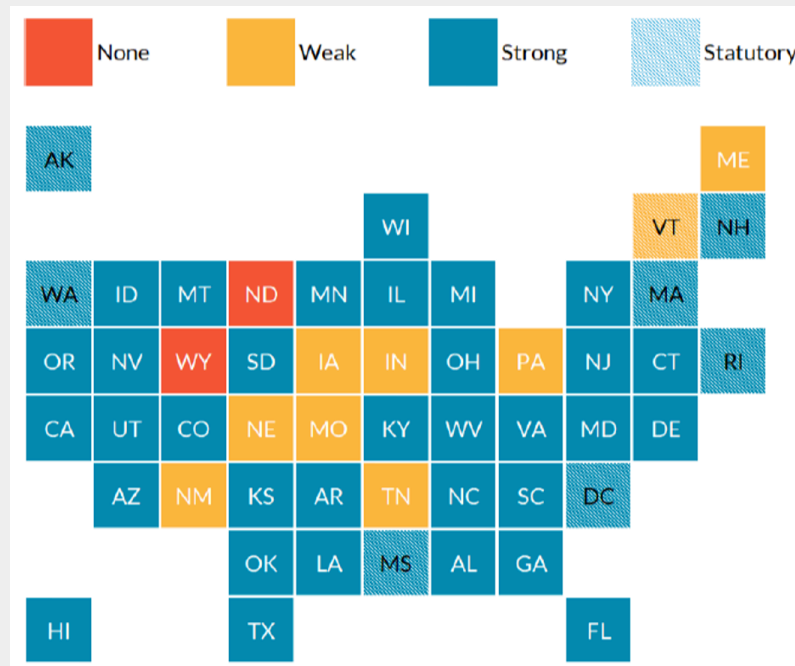 None Weak Strong Statutory
AK ME
WI VT NH
WA ID MT ND MN IL MI NY MA
OR NV WY SD IA IN OH PA NJ CT RI
CA UT CO NE MO KY WV VA MD DE
AZ NM KS AR TN NC SC DC
OK LA MS AL GA
HI TX FL